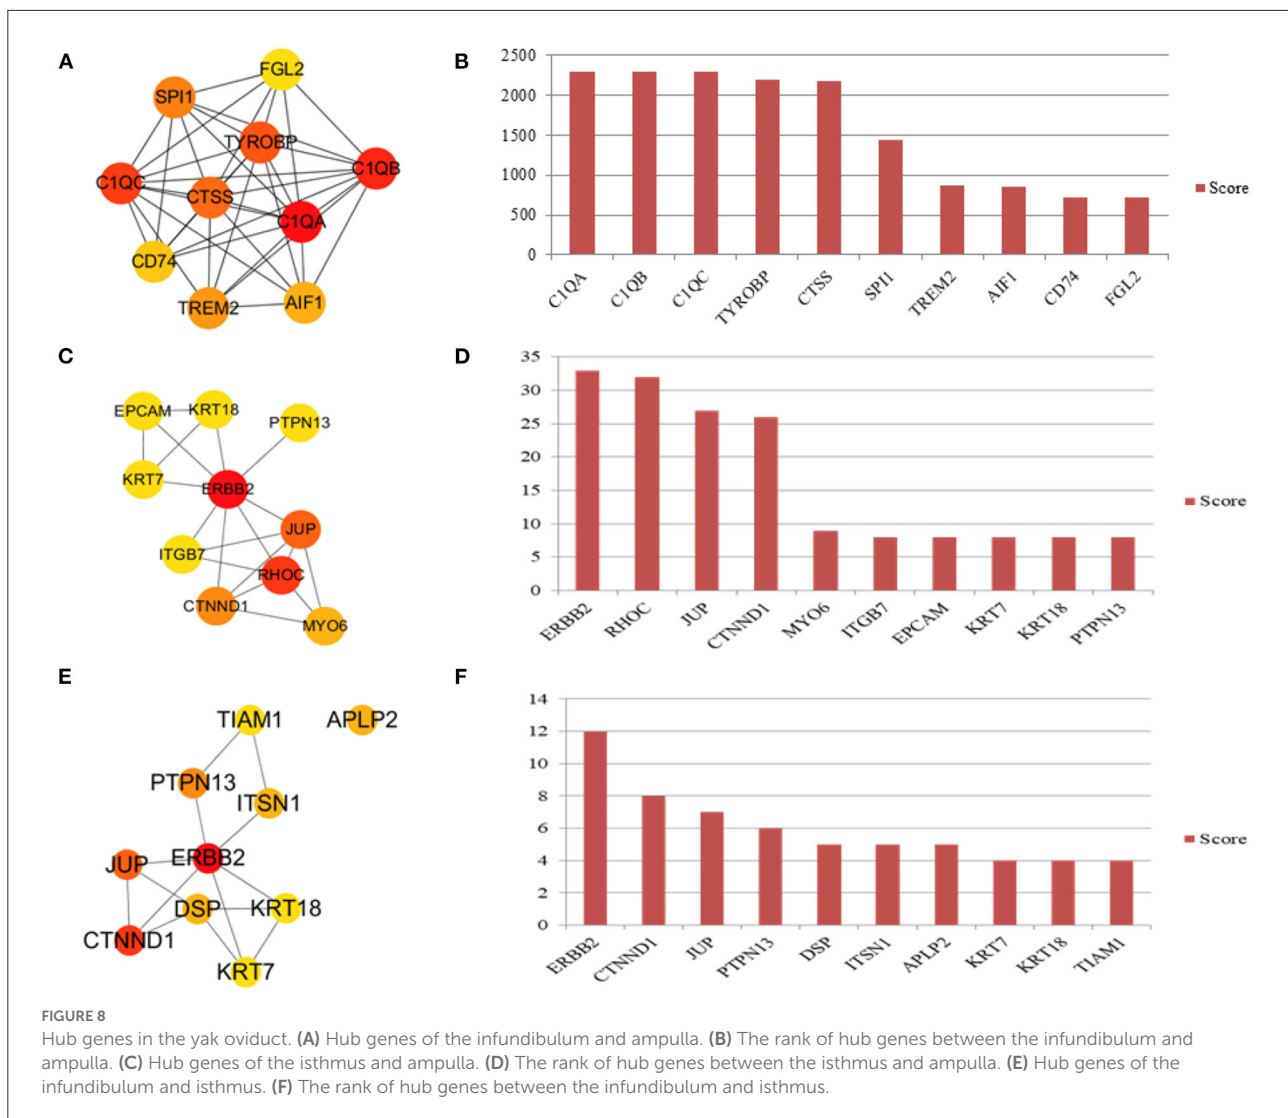 A
FGL2
SPI1
TYROBP
C1QB
C1QC
CTSS
C1QA
CD74
TREM2
AIF1
B
2500
2000
1500
1000
500
0
C1QA
C1QB
C1QC
TYROBP
CTSS
SPI1
TREM2
AIF1
CD74
FGL2
Score
C
EPCAM
KRT18
PTPN13
KRT7
ERBB2
JUP
ITGB7
RHOC
CTNND1
MYO6
D
35
30
25
20
15
10
5
0
ERBB2
RHOC
JUP
CTNND1
MYO6
ITGB7
EPCAM
KRT7
KRT18
PTPN13
Score
E
TIAM1
APLP2
PTPN13
ITSN1
ERBB2
JUP
DSP
KRT18
CTNND1
KRT7
F
14
12
10
8
6
4
2
0
ERBB2
CTNND1
JUP
PTPN13
DSP
ITSN1
APLP2
KRT7
KRT18
TIAM1
Score
FIGURE 8
Hub genes in the yak oviduct. (A) Hub genes of the infundibulum and ampulla. (B) The rank of hub genes between the infundibulum and
ampulla. (C) Hub genes of the isthmus and ampulla. (D) The rank of hub genes between the isthmus and ampulla. (E) Hub genes of the
infundibulum and isthmus. (F) The rank of hub genes between the infundibulum and isthmus.